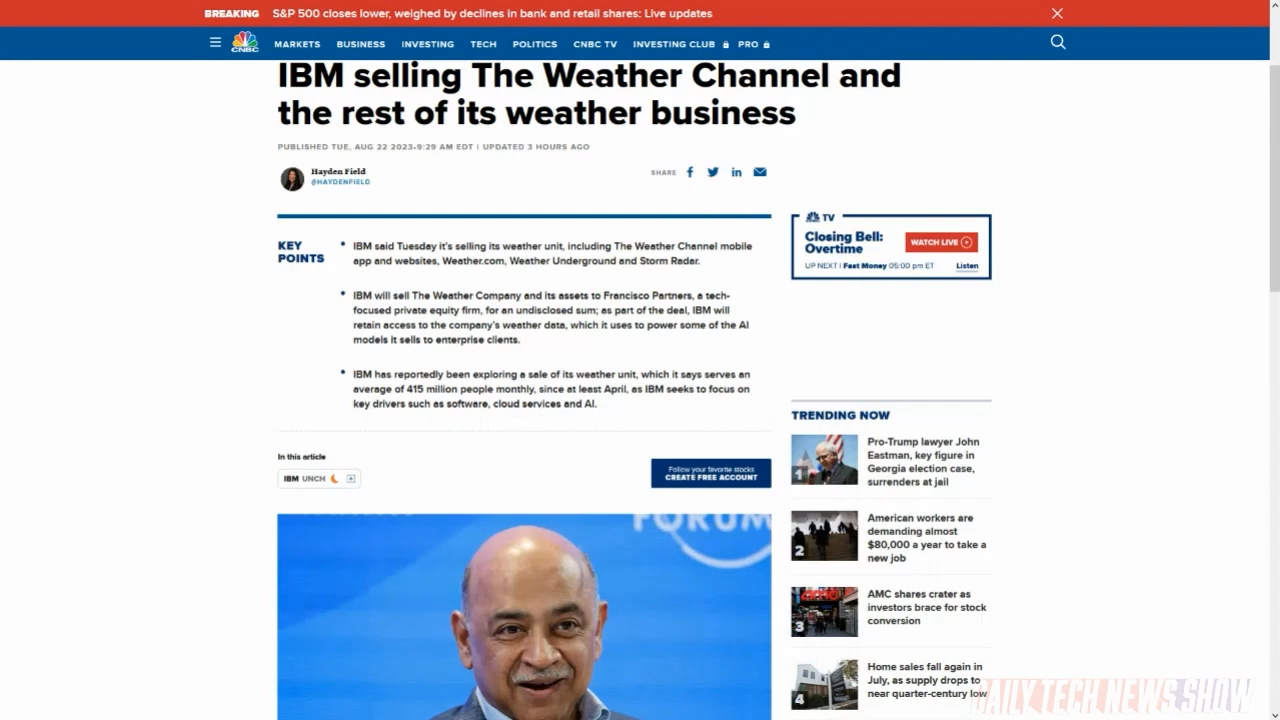 BREAKING S&P 500 closes lower, weighed by declines in bank and retail shares: Live updates
CNBC MARKETS BUSINESS INVESTING TECH POLITICS CNBC TV INVESTING CLUB PRO
IBM selling The Weather Channel and
the rest of its weather business
PUBLISHED TUE, AUG 22 2023•9:29 AM EDT | UPDATED 3 HOURS AGO
Hayden Field
@HAYDENFIELD
SHARE
KEY
POINTS
• IBM said Tuesday it's selling its weather unit, including The Weather Channel mobile
app and websites, Weather.com, Weather Underground and Storm Radar.
• IBM will sell The Weather Company and its assets to Francisco Partners, a tech-
focused private equity firm, for an undisclosed sum; as part of the deal, IBM will
retain access to the company's weather data, which it uses to power some of the AI
models it sells to enterprise clients.
• IBM has reportedly been exploring a sale of its weather unit, which it says serves an
average of 415 million people monthly, since at least April, as IBM seeks to focus on
key drivers such as software, cloud services and AI.
In this article
IBM UNCH
Follow your favorite stocks
CREATE FREE ACCOUNT
FORUM
TV
Closing Bell:
Overtime
WATCH LIVE
UP NEXT | Fast Money 05:00 pm ET Listen
TRENDING NOW
1
Pro-Trump lawyer John
Eastman, key figure in
Georgia election case,
surrenders at jail
2
American workers are
demanding almost
$80,000 a year to take a
new job
3
AMC shares crater as
investors brace for stock
conversion
4
Home sales fall again in
July, as supply drops to
near quarter-century low
DAILY TECH NEWS SHOW